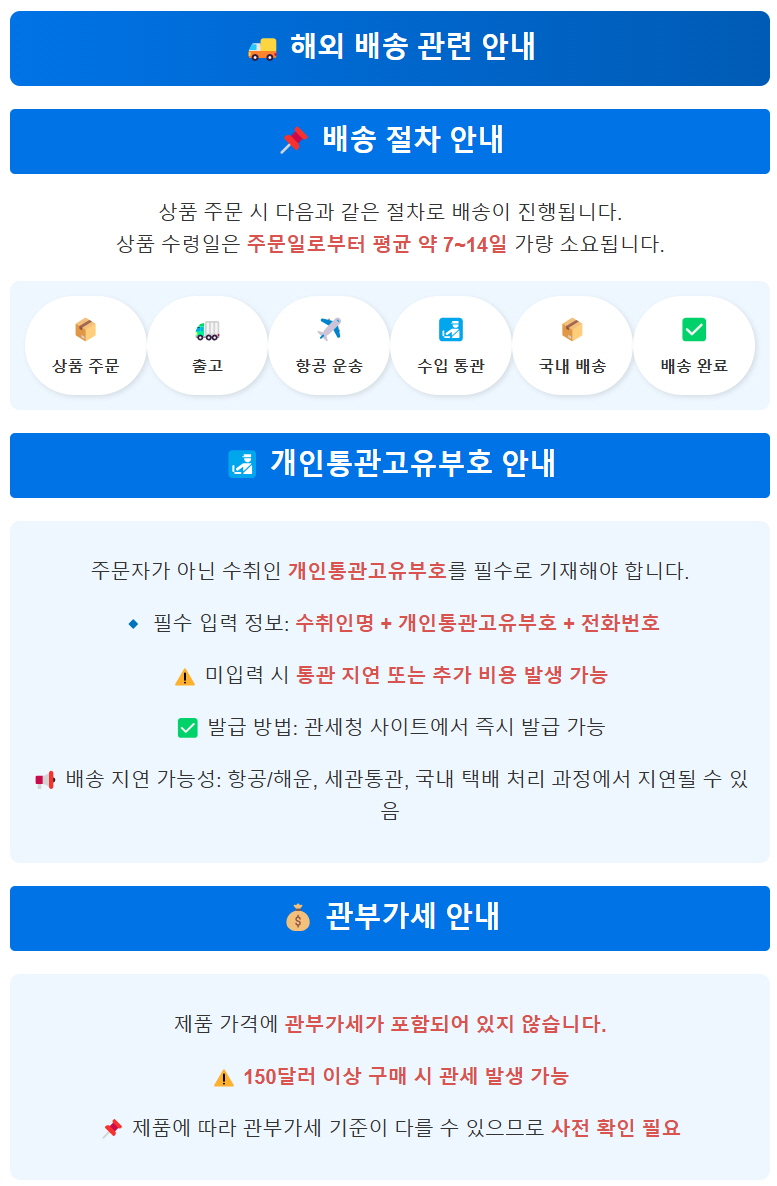 🚚 해외 배송 관련 안내
📌 배송 절차 안내
상품 주문 시 다음과 같은 절차로 배송이 진행됩니다.
상품 수령일은 주문일로부터 평균 약 7~14일 가량 소요됩니다.
📦 상품 주문
🚛 출고
✈️ 항공 운송
🛃 수입 통관
📦 국내 배송
✅ 배송 완료
🛃 개인통관고유부호 안내
주문자가 아닌 수취인 개인통관고유부호를 필수로 기재해야 합니다.
🔹 필수 입력 정보: 수취인명 + 개인통관고유부호 + 전화번호
⚠️ 미입력 시 통관 지연 또는 추가 비용 발생 가능
✅ 발급 방법: 관세청 사이트에서 즉시 발급 가능
📢 배송 지연 가능성: 항공/해운, 세관통관, 국내 택배 처리 과정에서 지연될 수 있
음
💰 관부가세 안내
제품 가격에 관부가세가 포함되어 있지 않습니다.
⚠️ 150달러 이상 구매 시 관세 발생 가능
📌 제품에 따라 관부가세 기준이 다를 수 있으므로 사전 확인 필요